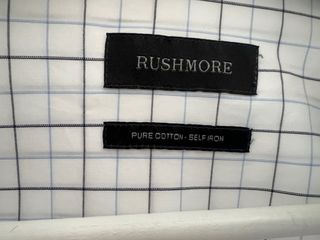 RUSHMORE
PURE COTTON - SELF IRON